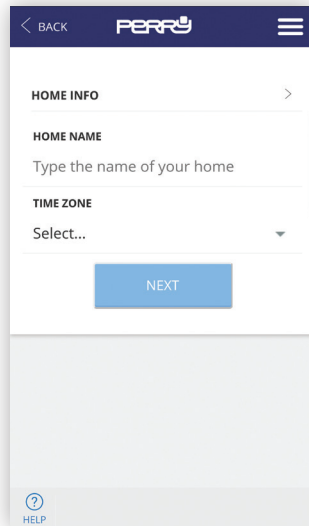 BACK
PERRY
HOME INFO
HOME NAME
Type the name of your home
TIME ZONE
Select...
NEXT
?
HELP